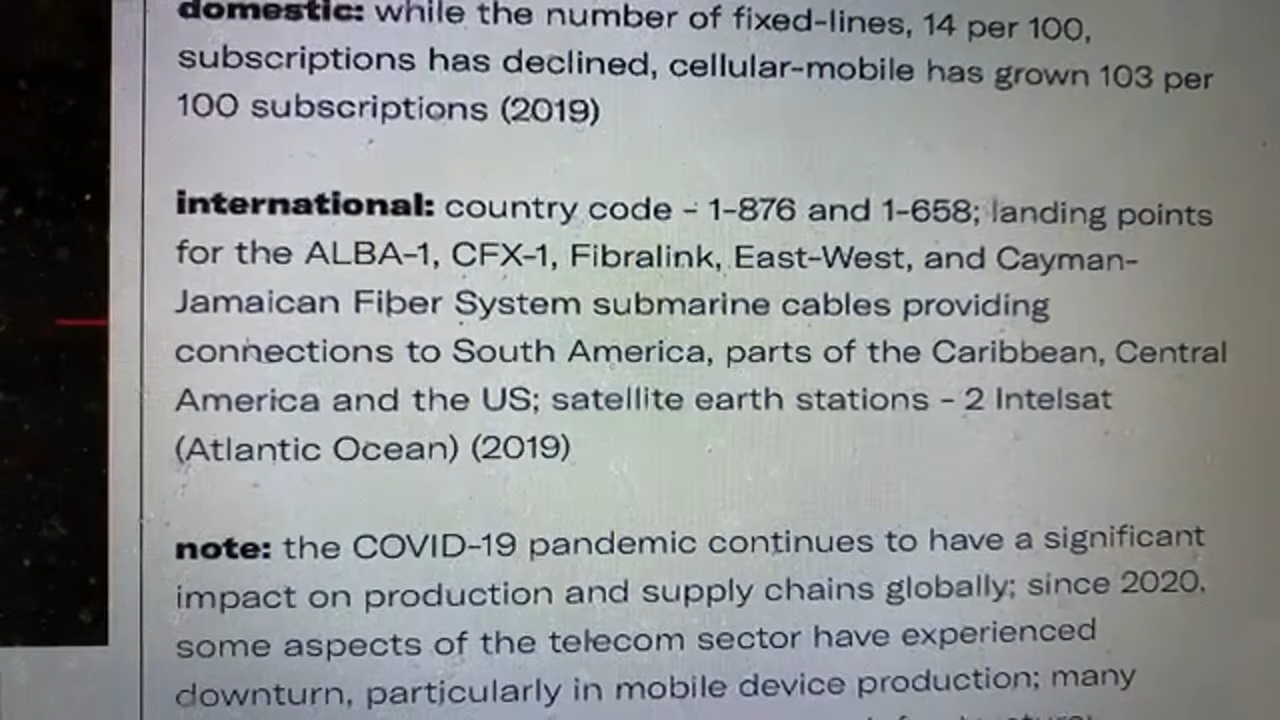 domestic: while the number of fixed-lines, 14 per 100,
subscriptions has declined, cellular-mobile has grown 103 per
100 subscriptions (2019)
international: country code - 1-876 and 1-658; landing points
for the ALBA-1, CFX-1, Fibralink, East-West, and Cayman-
Jamaican Fiber System submarine cables providing
connections to South America, parts of the Caribbean, Central
America and the US; satellite earth stations - 2 Intelsat
(Atlantic Ocean) (2019)
note: the COVID-19 pandemic continues to have a significant
impact on production and supply chains globally; since 2020,
some aspects of the telecom sector have experienced
downturn, particularly in mobile device production; many